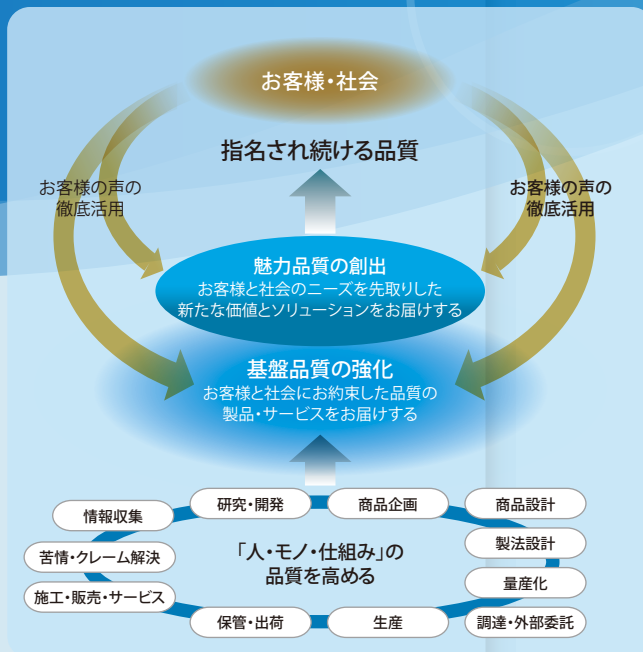 お客様・社会
指名され続ける品質
お客様の声の
徹底活用
お客様の声の
徹底活用
魅力品質の創出
お客様と社会のニーズを先取りした
新たな価値とソリューションをお届けする
基盤品質の強化
お客様と社会にお約束した品質の
製品・サービスをお届けする
情報収集
研究・開発
商品企画
商品設計
苦情・クレーム解決
「人・モノ・仕組み」の
品質を高める
製法設計
施工・販売・サービス
量産化
保管・出荷
生産
調達・外部委託